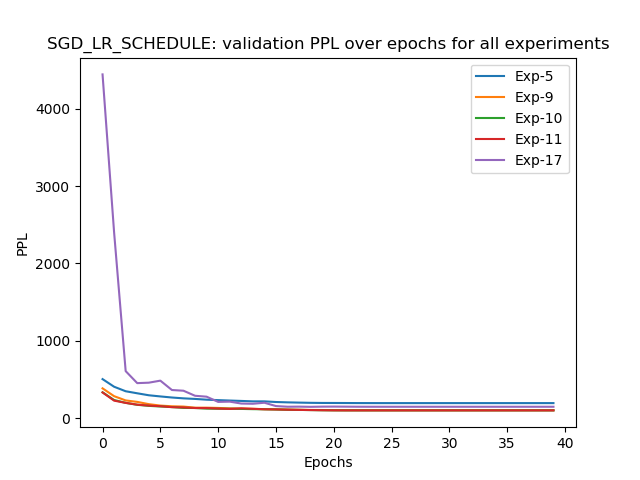 SGD_LR_SCHEDULE: validation PPL over epochs for all experiments
Exp-5
Exp-9
Exp-10
Exp-11
Exp-17
PPL
4000
3000
2000
1000
0
0 5 10 15 20 25 30 35 40
Epochs